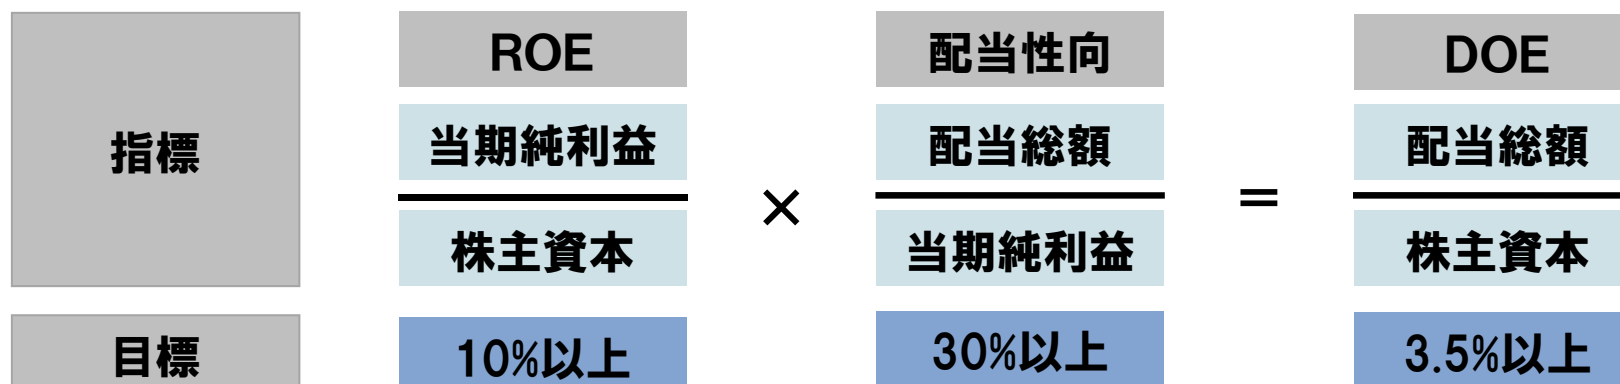 指標
ROE
当期純利益
株主資本
×
配当性向
配当総額
当期純利益
=
DOE
配当総額
株主資本
目標
10%以上
30%以上
3.5%以上